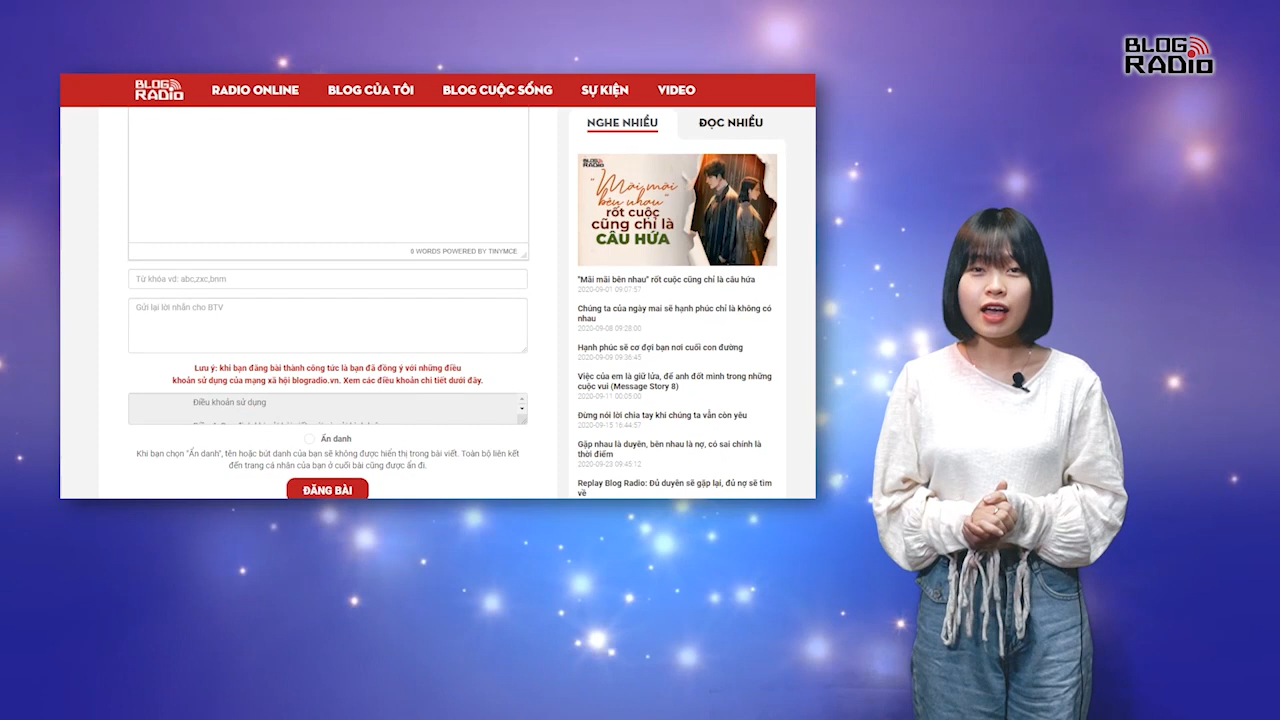 BLOG RADIO
BLOG RADIO
RADIO ONLINE
BLOG CỦA TÔI
BLOG CUỘC SỐNG
SỰ KIỆN
VIDEO
0 WORDS POWERED BY TINYMCE
Từ khóa vd: abc,zxc,bnm
Gửi lại lời nhắn cho BTV
Lưu ý: khi bạn đăng bài thành công tức là bạn đã đồng ý với những điều
khoản sử dụng của mạng xã hội blogradio.vn. Xem các điều khoản chi tiết dưới đây.
Điều khoản sử dụng
Ẩn danh
Khi bạn chọn "Ẩn danh", tên hoặc bút danh của bạn sẽ không được hiển thị trong bài viết. Toàn bộ liên kết
đến trang cá nhân của bạn ở cuối bài cũng được ẩn đi.
ĐĂNG BÀI
NGHE NHIỀU
ĐỌC NHIỀU
BLOG RADIO
"Mãi mãi
bên nhau"
rốt cuộc
cũng chỉ là
CÂU HỨA
"Mãi mãi bên nhau" rốt cuộc cũng chỉ là câu hứa
2020-09-01 09:07:57
Chúng ta của ngày mai sẽ hạnh phúc chỉ là không có
nhau
2020-09-08 09:28:00
Hạnh phúc sẽ cơ đợi bạn nơi cuối con đường
2020-09-09 09:36:45
Việc của em là giữ lửa, để anh đốt mình trong những
cuộc vui (Message Story 8)
2020-09-11 00:05:00
Đừng nói lời chia tay khi chúng ta vẫn còn yêu
2020-09-15 16:44:57
Gặp nhau là duyên, bên nhau là nợ, có sai chính là
thời điểm
2020-09-23 09:45:12
Replay Blog Radio: Đủ duyên sẽ gặp lại, đủ nợ sẽ tìm
về